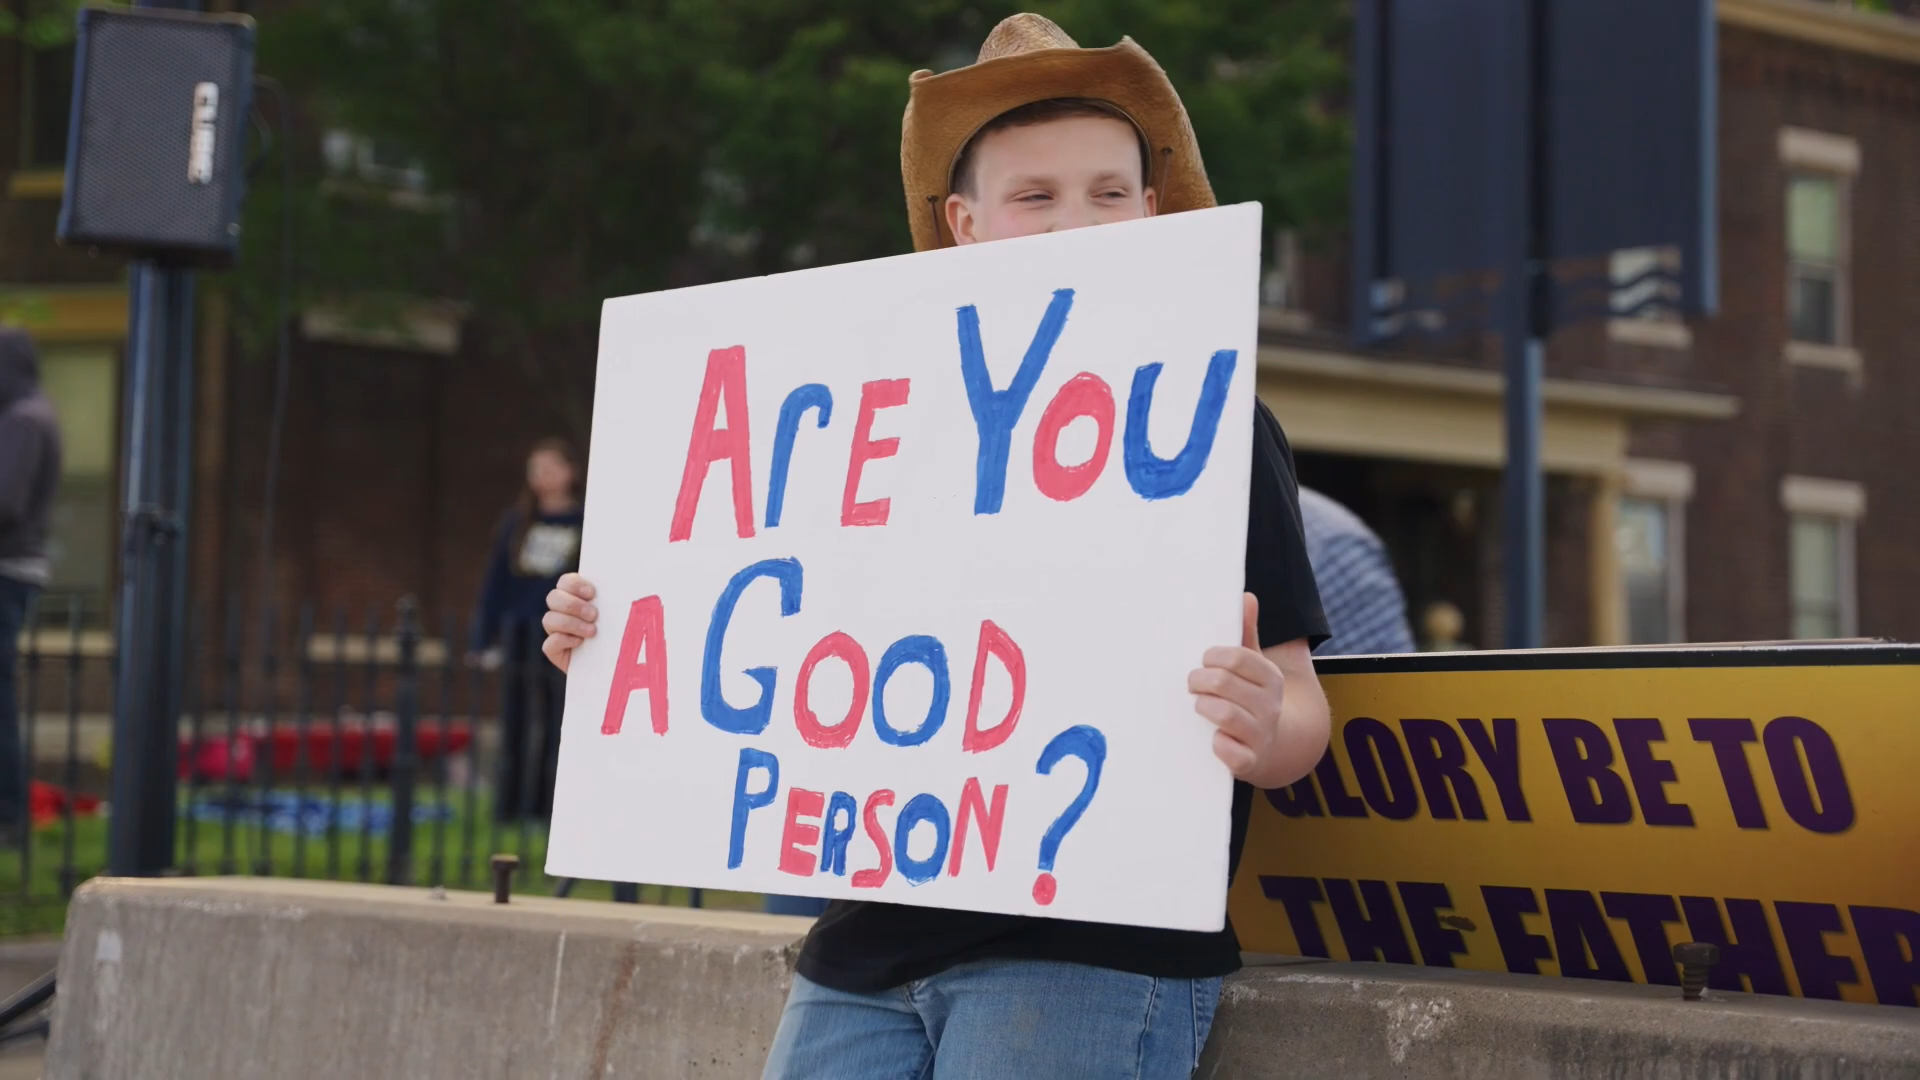 ArE YOU
A GOOD
PERSON?
GLORY BE TO
THE FATHER